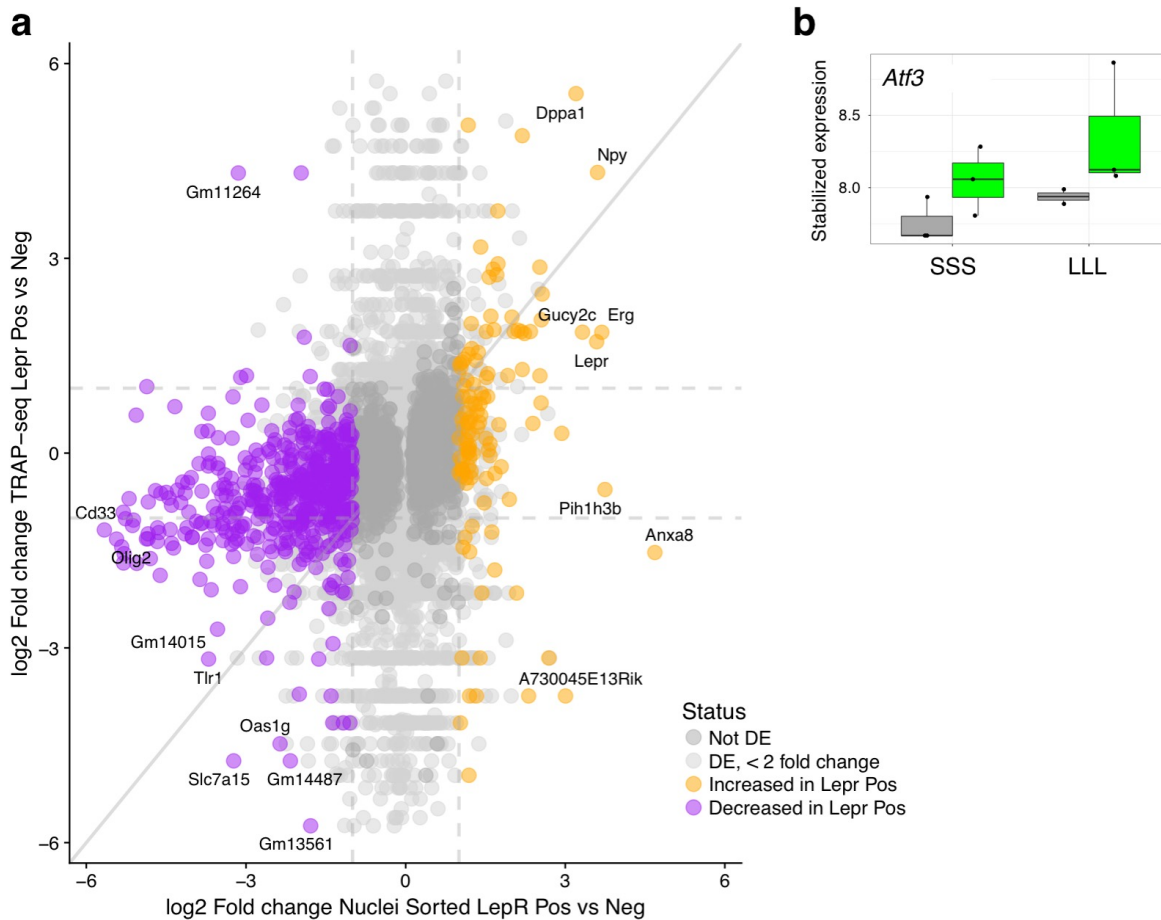 a
b
log2 Fold change TRAP−seq Lepr Pos vs Neg
6
3
0
−3
−6
Dppa1
Npy
Gm11264
Gucy2c Erg
Lepr
Pih1h3b
Anxa8
Cd33
Olig2
Gm14015
Tlr1
A730045E13Rik
Oas1g
Slc7a15 Gm14487
Gm13561
−6 −3 0 3 6
log2 Fold change Nuclei Sorted LepR Pos vs Neg
Status
Not DE
DE, < 2 fold change
Increased in Lepr Pos
Decreased in Lepr Pos
Stabilized expression
Atf3
8.5
8.0
SSS LLL